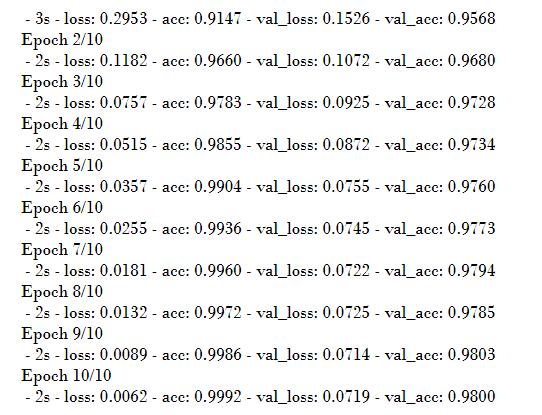 - 3s - loss: 0.2953 - acc: 0.9147 - val_loss: 0.1526 - val_acc: 0.9568
Epoch 2/10
- 2s - loss: 0.1182 - acc: 0.9660 - val_loss: 0.1072 - val_acc: 0.9680
Epoch 3/10
- 2s - loss: 0.0757 - acc: 0.9783 - val_loss: 0.0925 - val_acc: 0.9728
Epoch 4/10
- 2s - loss: 0.0515 - acc: 0.9855 - val_loss: 0.0872 - val_acc: 0.9734
Epoch 5/10
- 2s - loss: 0.0357 - acc: 0.9904 - val_loss: 0.0755 - val_acc: 0.9760
Epoch 6/10
- 2s - loss: 0.0255 - acc: 0.9936 - val_loss: 0.0745 - val_acc: 0.9773
Epoch 7/10
- 2s - loss: 0.0181 - acc: 0.9960 - val_loss: 0.0722 - val_acc: 0.9794
Epoch 8/10
- 2s - loss: 0.0132 - acc: 0.9972 - val_loss: 0.0725 - val_acc: 0.9785
Epoch 9/10
- 2s - loss: 0.0089 - acc: 0.9986 - val_loss: 0.0714 - val_acc: 0.9803
Epoch 10/10
- 2s - loss: 0.0062 - acc: 0.9992 - val_loss: 0.0719 - val_acc: 0.9800